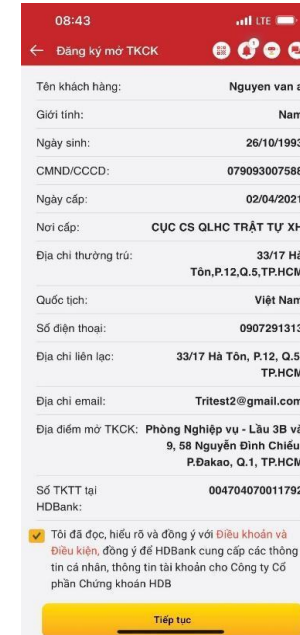 08:43 LTE
Đăng ký mở TKCK
Tên khách hàng: Nguyen van a
Giới tính: Nam
Ngày sinh: 26/10/1993
CMND/CCCD: 079093007588
Ngày cấp: 02/04/2021
Nơi cấp: CỤC CS QLHC TRẬT TỰ XH
Địa chỉ thường trú: 33/17 Hà
Tôn,P.12,Q.5,TP.HCM
Quốc tịch: Việt Nam
Số điện thoại: 0907291313
Địa chỉ liên lạc: 33/17 Hà Tôn, P.12, Q.5
TP.HCM
Địa chỉ email: Tritest2@gmail.com
Địa điểm mở TKCK: Phòng Nghiệp vụ - Lầu 3B và
9, 58 Nguyễn Đình Chiểu
P.Đakao, Q.1, TP.HCM
Số TKTT tại 004704070011792
HDBank:
Tôi đã đọc, hiểu rõ và đồng ý với Điều khoản và
Điều kiện, đồng ý để HDBank cung cấp các thông
tin cá nhân, thông tin tài khoản cho Công ty Cổ
phần Chứng khoán HDB
Tiếp tục